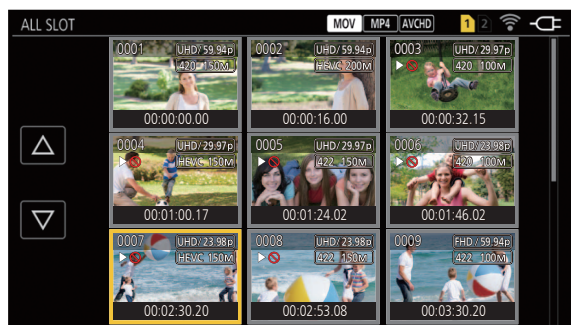 ALL SLOT MOV MP4 AVCHD 1 2
0001 UHD/59.94p 0002 UHD/59.94p 0003 UHD/29.97p
420 150M HEVC 200M 420 100M
00:00:00.00 00:00:16.00 00:00:32.15
0004 UHD/29.97p 0005 UHD/29.97p 0006 UHD/23.98p
HEVC 150M 422 150M 420 100M
00:01:00.17 00:01:24.02 00:01:46.02
0007 UHD/23.98p 0008 UHD/23.98p 0009 FHD/59.94p
HEVC 150M 422 150M 422 100M
00:02:30.20 00:02:53.08 00:03:30.20